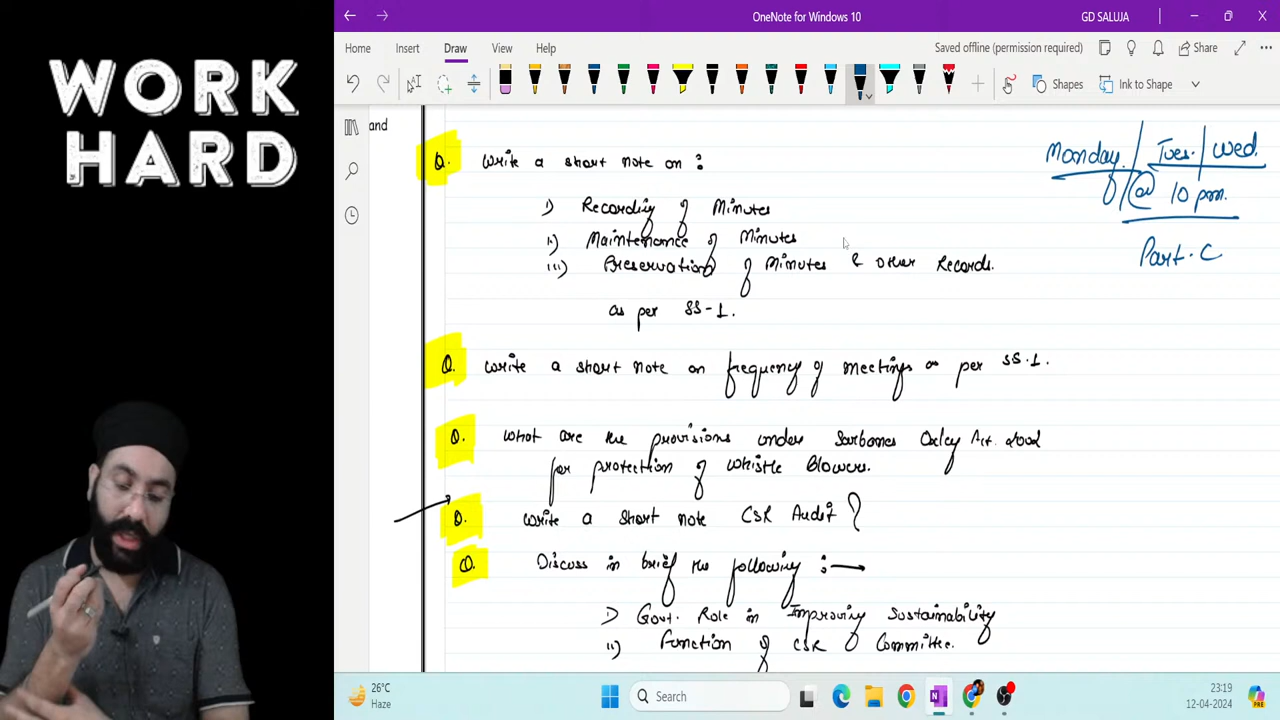 WORK
HARD
OneNote for Windows 10
GD SALUJA
Home Insert Draw View Help
Saved offline (permission required)
Share
Shapes
Ink to Shape
and
Q. Write a short note on :
i) Recording of Minutes
ii) Maintenance of Minutes
iii) Preservation of Minutes & other Records.
as per SS-1.
Monday / Tues. / Wed.
@ 10 pm.
Part. C
Q. Write a short note on frequency of meetings as per SS-1.
Q. What are the provisions under Sarbanes Oxley Act. 2002
for protection of whistle Blowers.
Q. Write a short note CSR Audit ?
Q. Discuss in brief the following :→
i) Govt. Role in Improving Sustainability
ii) Function of CSR Committee.
26°C
Haze
Search
23:19
12-04-2024
PRE